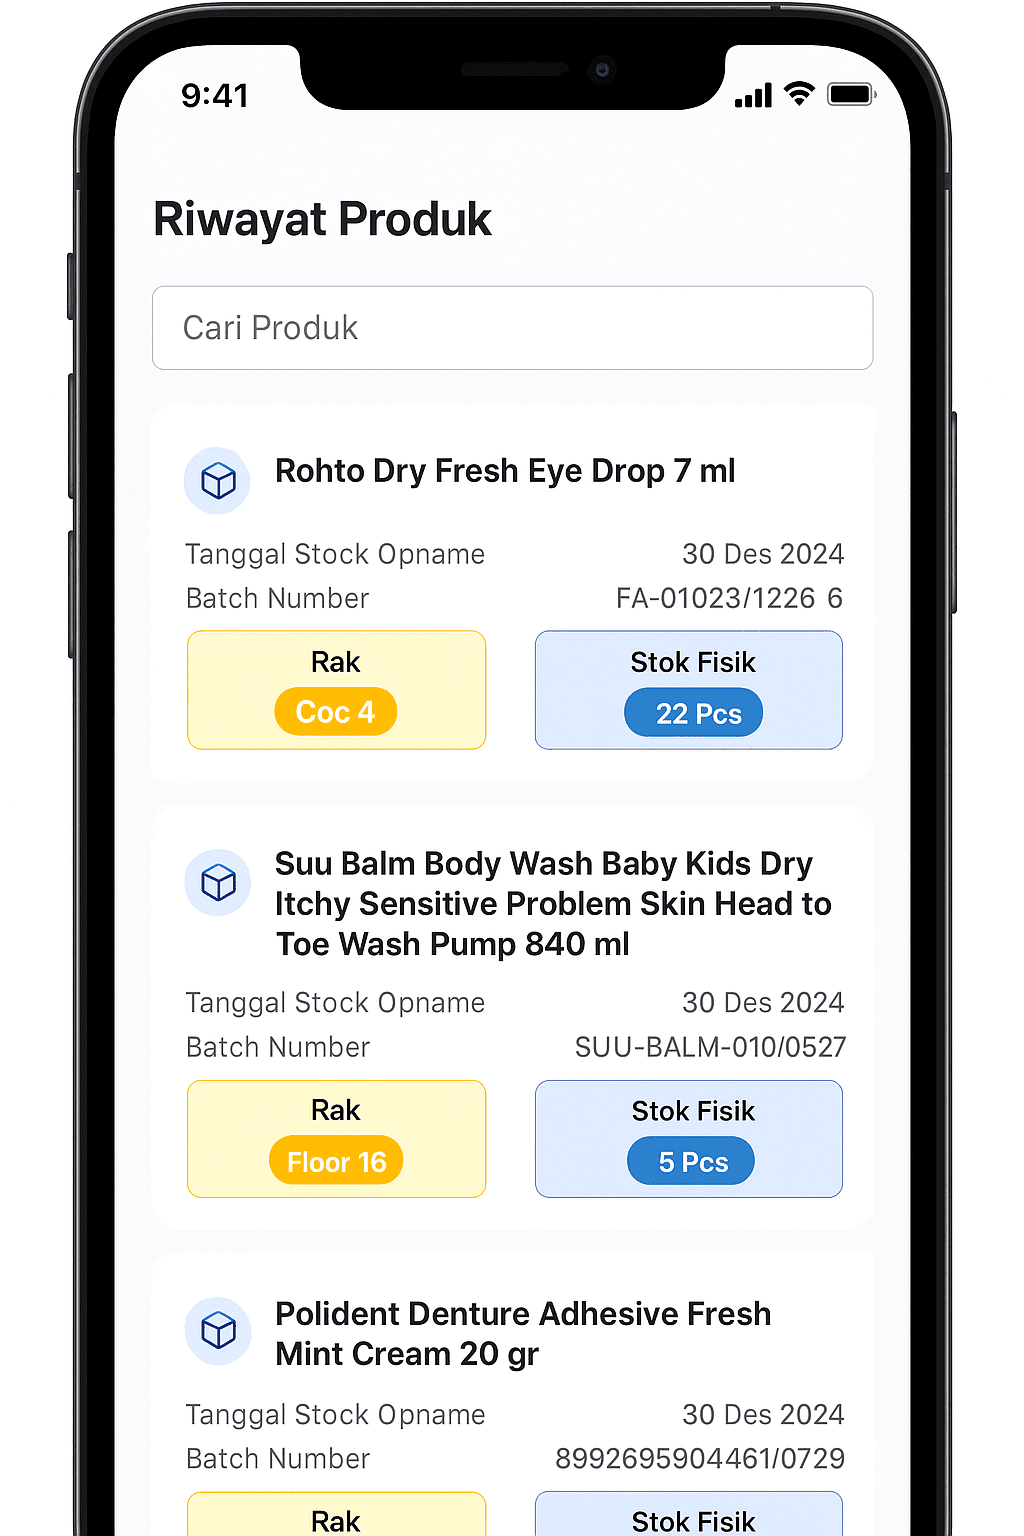 9:41
Riwayat Produk
Cari Produk
Rohto Dry Fresh Eye Drop 7 ml
Tanggal Stock Opname 30 Des 2024
Batch Number FA-01023/1226 6
Rak Stok Fisik
Coc 4 22 Pcs
Suu Balm Body Wash Baby Kids Dry
Itchy Sensitive Problem Skin Head to
Toe Wash Pump 840 ml
Tanggal Stock Opname 30 Des 2024
Batch Number SUU-BALM-010/0527
Rak Stok Fisik
Floor 16 5 Pcs
Polident Denture Adhesive Fresh
Mint Cream 20 gr
Tanggal Stock Opname 30 Des 2024
Batch Number 8992695904461/0729
Rak Stok Fisik